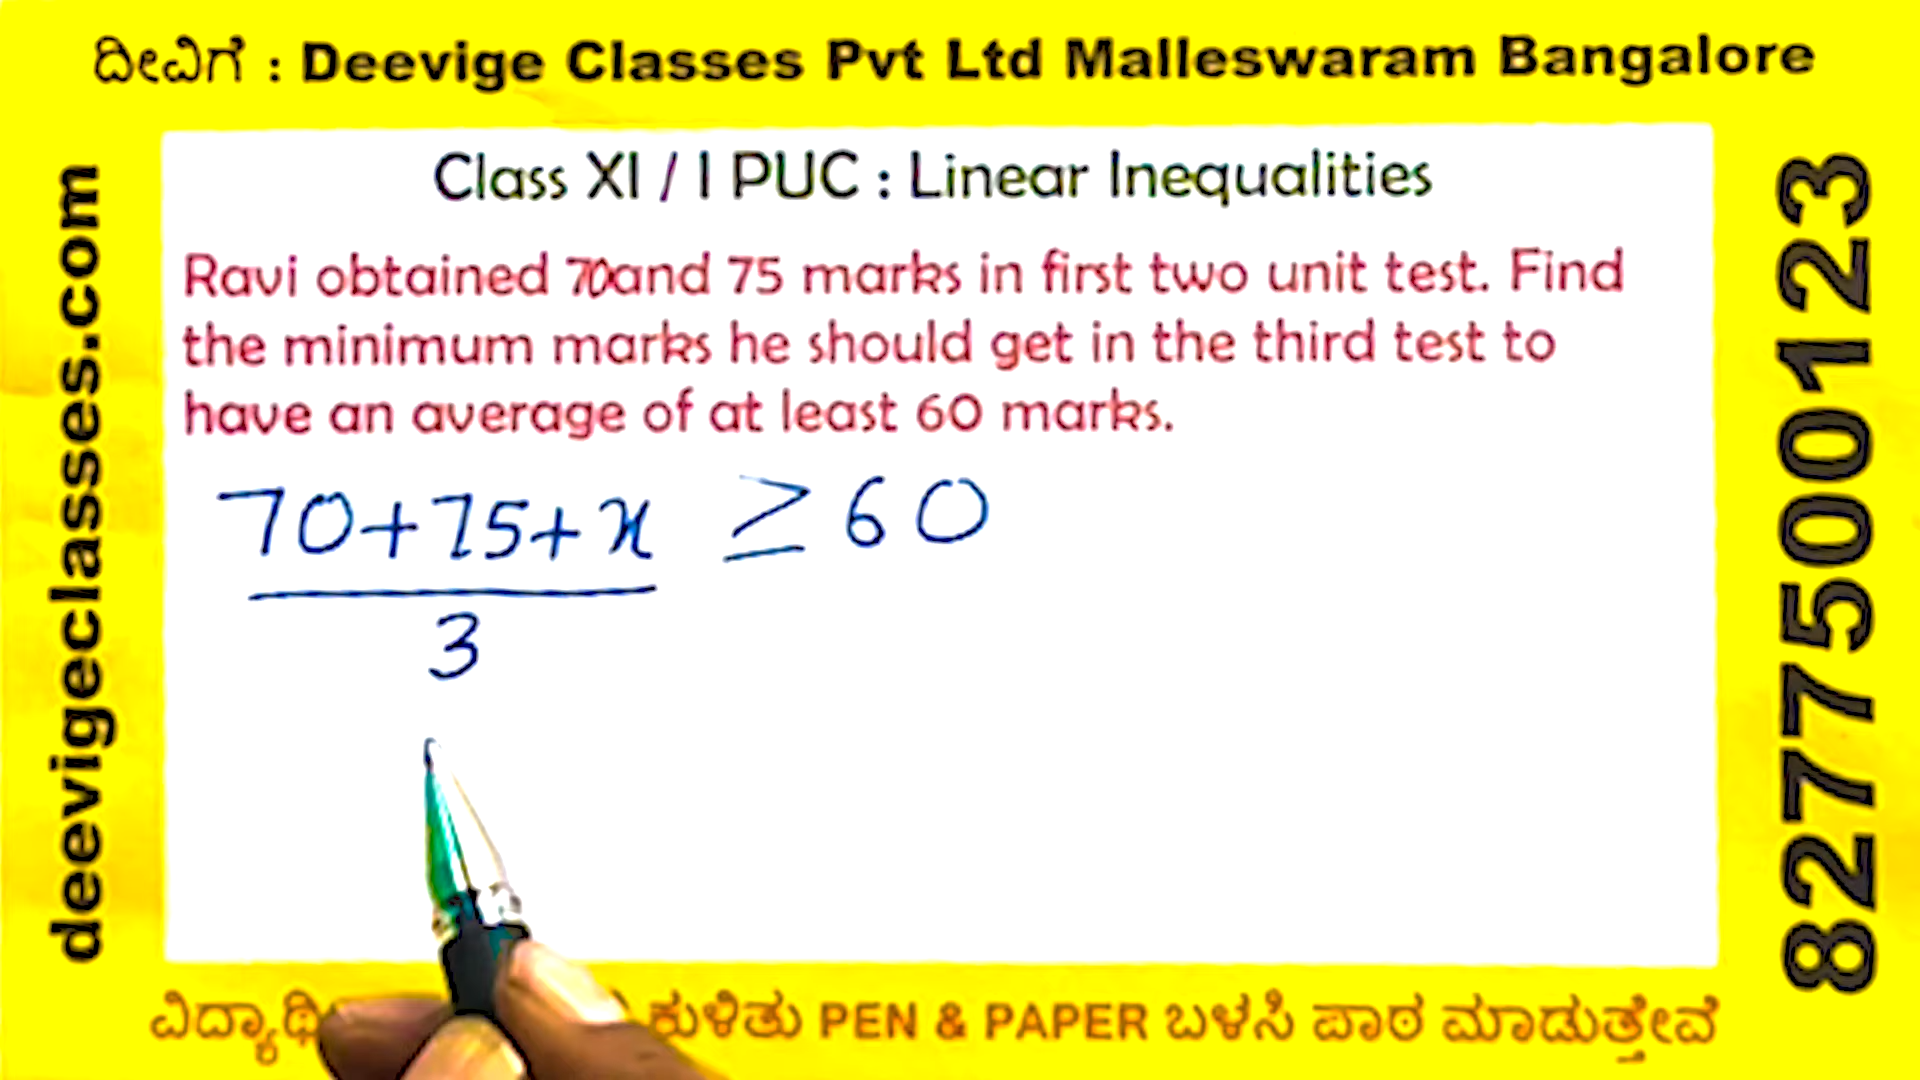 ದೀವಿಗೆ : Deevige Classes Pvt Ltd Malleswaram Bangalore
deevigeclasses.com
Class XI / I PUC : Linear Inequalities
Ravi obtained 70and 75 marks in first two unit test. Find
the minimum marks he should get in the third test to
have an average of at least 60 marks.
70+75+x ≥ 60
3
8277500123
ಕುಳಿತು PEN & PAPER ಬಳಸಿ ಪಾಠ ಮಾಡುತ್ತೇವೆ